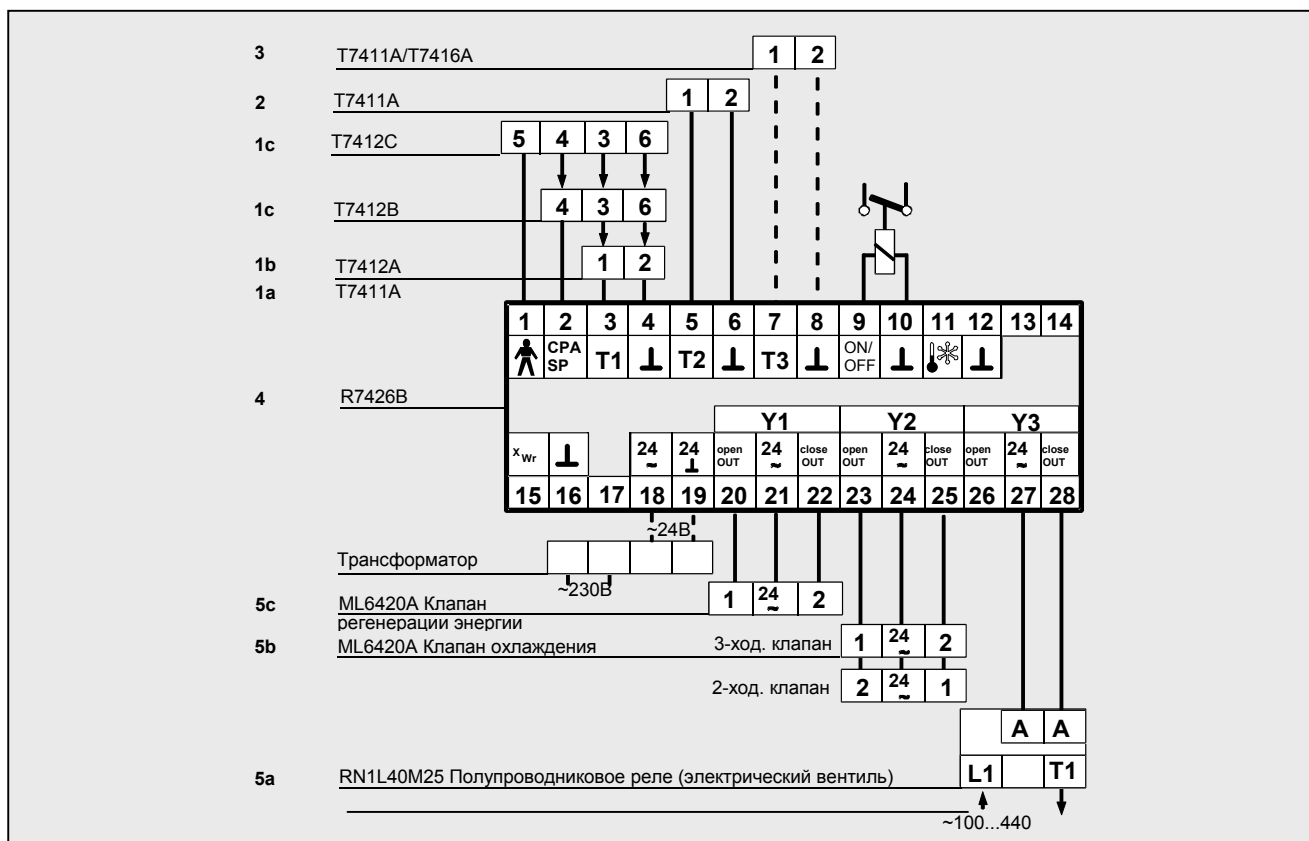 3 T7411A/T7416A 1 2
2 T7411A 1 2
1c T7412C 5 4 3 6
1c T7412B 4 3 6
1b T7412A 1 2
1a T7411A
1 2 3 4 5 6 7 8 9 10 11 12 13 14
CPA SP T1 T2 T3 ON/ OFF
4 R7426B
Y1 Y2 Y3
X Wr 24 ~ 24 open OUT 24 ~ close OUT open OUT 24 ~ close OUT open OUT 24 ~ close OUT
15 16 17 18 19 20 21 22 23 24 25 26 27 28
~24В
Трансформатор
~230В
5c ML6420A Клапан 1 24 ~ 2
регенерации энергии
5b ML6420A Клапан охлаждения 3-ход. клапан 1 24 ~ 2
2-ход. клапан 2 24 ~ 1
A A
5a RN1L40M25 Полупроводниковое реле (электрический вентиль) L1 T1
~100...440